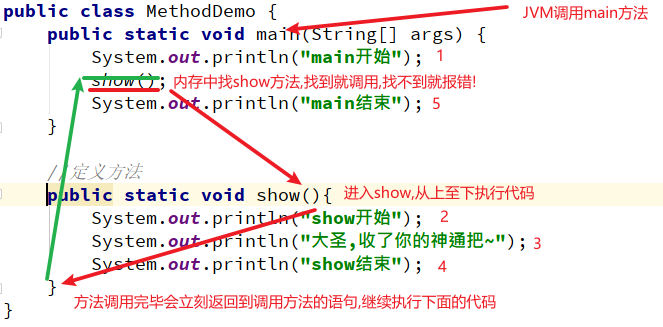 public class MethodDemo {
JVM调用main方法
public static void main(String[] args) {
System.out.println("main开始"); 1
show(); 内存中找show方法,找到就调用,找不到就报错!
System.out.println("main结束"); 5
}
//定义方法
public static void show(){ 进入show,从上至下执行代码
System.out.println("show开始"); 2
System.out.println("大圣,收了你的神通把~"); 3
System.out.println("show结束"); 4
}
方法调用完毕会立刻返回到调用方法的语句,继续执行下面的代码
}